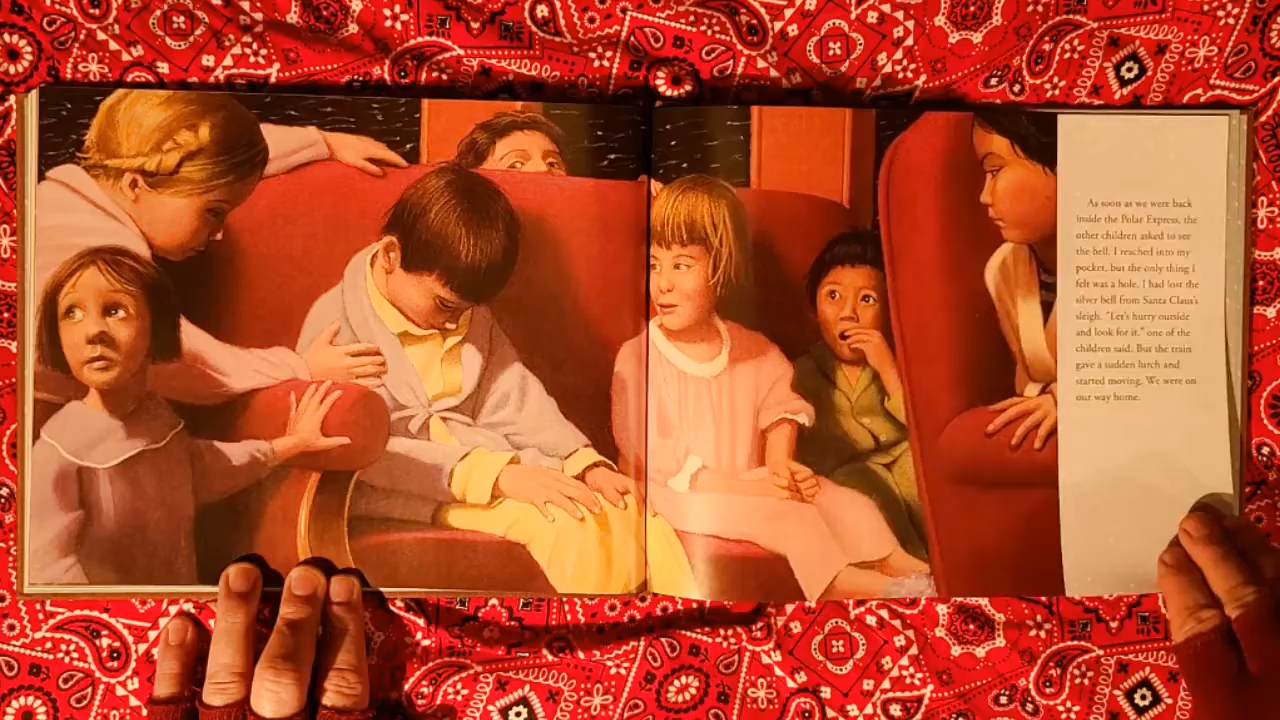 As soon as we were back
inside the Polar Express, the
other children asked to see
the bell. I reached into my
pocket, but the only thing I
felt was a hole. I had lost the
silver bell from Santa Claus's
sleigh. "Let's hurry outside
and look for it," one of the
children said. But the train
gave a sudden lurch and
started moving. We were on
our way home.